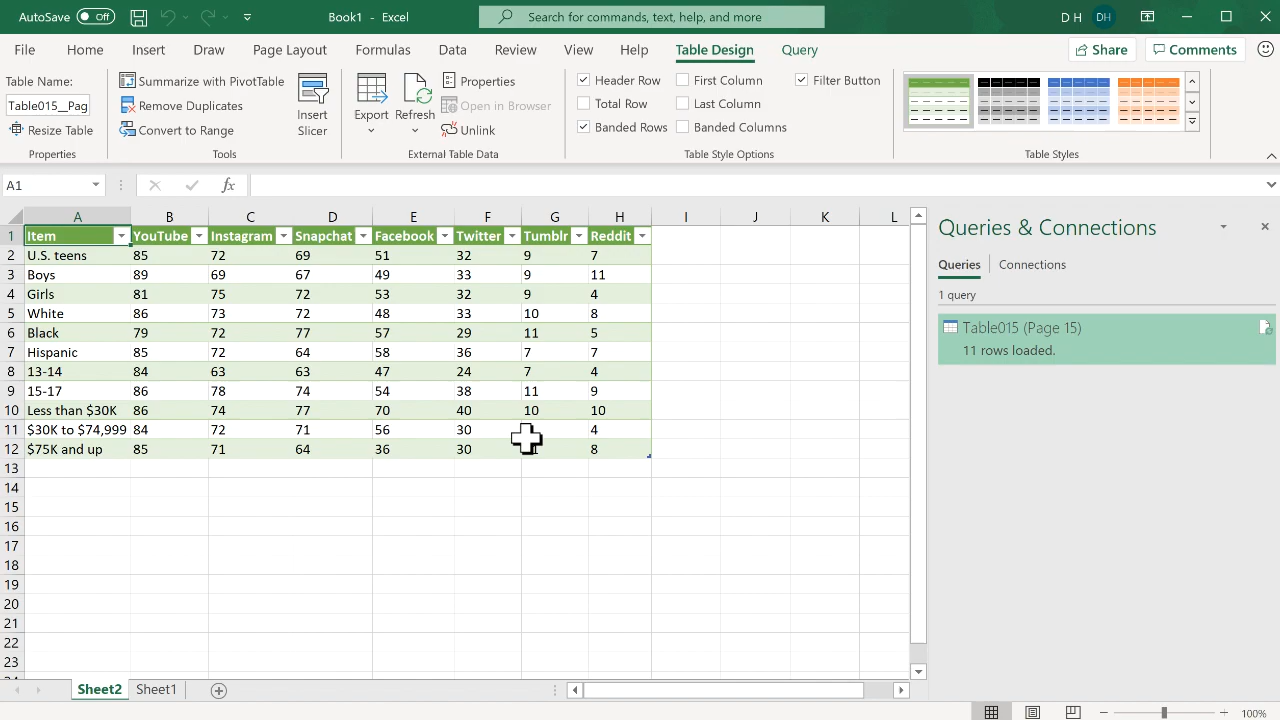 AutoSave Off Book1 - Excel Search for commands, text, help, and more D H DH
File Home Insert Draw Page Layout Formulas Data Review View Help Table Design Query Share Comments
Table Name:
Table015__Pag
Resize Table
Properties
Summarize with PivotTable
Remove Duplicates
Convert to Range
Insert
Slicer
Tools
Export
Refresh
Properties
Open in Browser
Unlink
External Table Data
Header Row First Column Filter Button
Total Row Last Column
Banded Rows Banded Columns
Table Style Options
Table Styles
A1 fx
A B C D E F G H I J K L
1 Item YouTube Instagram Snapchat Facebook Twitter Tumblr Reddit
2 U.S. teens 85 72 69 51 32 9 7
3 Boys 89 69 67 49 33 9 11
4 Girls 81 75 72 53 32 9 4
5 White 86 73 72 48 33 10 8
6 Black 79 72 77 57 29 11 5
7 Hispanic 85 72 64 58 36 7 7
8 13-14 84 63 63 47 24 7 4
9 15-17 86 78 74 54 38 11 9
10 Less than $30K 86 74 77 70 40 10 10
11 $30K to $74,999 84 72 71 56 30 4
12 $75K and up 85 71 64 36 30 8
13
14
15
16
17
18
19
20
21
22
23
Queries & Connections
Queries Connections
1 query
Table015 (Page 15)
11 rows loaded.
Sheet2 Sheet1
100%